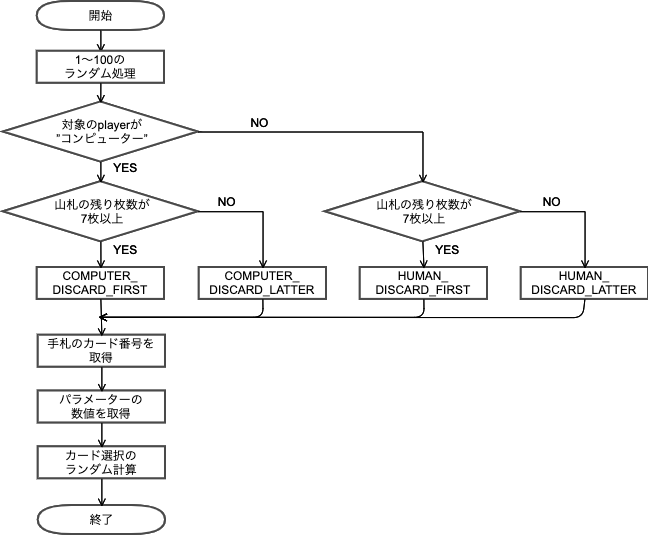 開始
1〜100の
ランダム処理
対象のplayerが
"コンピューター"
NO
YES
山札の残り枚数が
7枚以上
NO
YES
山札の残り枚数が
7枚以上
NO
YES
COMPUTER_
DISCARD_FIRST
COMPUTER_
DISCARD_LATTER
HUMAN_
DISCARD_FIRST
HUMAN_
DISCARD_LATTER
手札のカード番号を
取得
パラメーターの
数値を取得
カード選択の
ランダム計算
終了